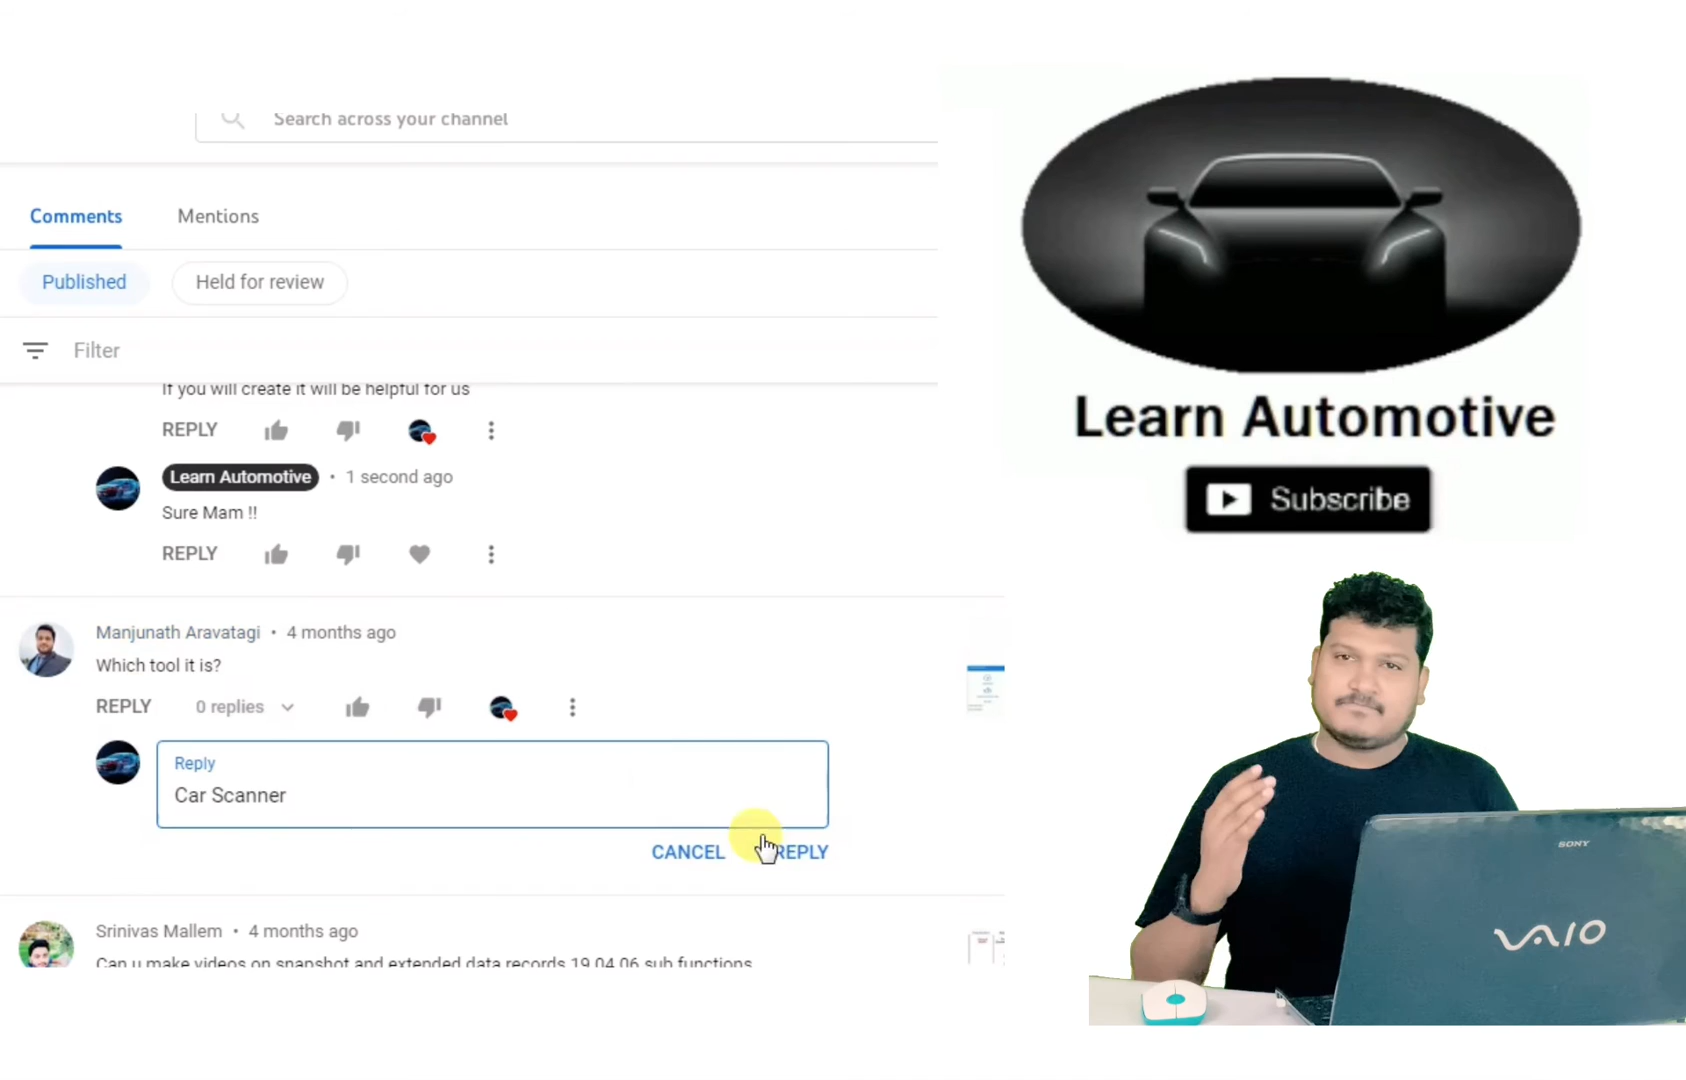 Search across your channel
Comments
Mentions
Published
Held for review
Filter
If you will create it will be helpful for us
REPLY
Learn Automotive • 1 second ago
Sure Mam !!
REPLY
Manjunath Aravatagi • 4 months ago
Which tool it is?
REPLY 0 replies
Reply
Car Scanner
CANCEL REPLY
Srinivas Mallem • 4 months ago
Can u make videos on snapshot and extended data records 19 04 06 sub functions
Learn Automotive
Subscribe
SONY
VAIO